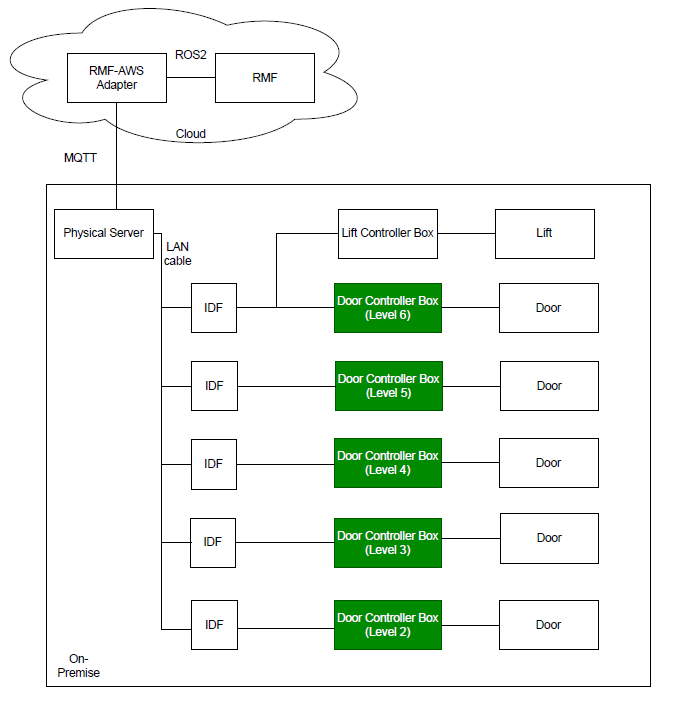 ROS2
RMF-AWS
Adapter
RMF
Cloud
MQTT
Physical Server
LAN
cable
Lift Controller Box
Lift
IDF
Door Controller Box
(Level 6)
Door
IDF
Door Controller Box
(Level 5)
Door
IDF
Door Controller Box
(Level 4)
Door
IDF
Door Controller Box
(Level 3)
Door
IDF
Door Controller Box
(Level 2)
Door
On-
Premise